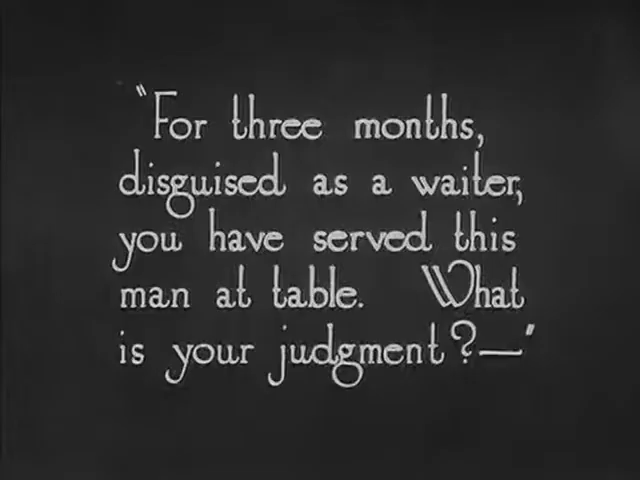 "For three months,
disguised as a waiter,
you have served this
man at table. What
is your judgment?—"